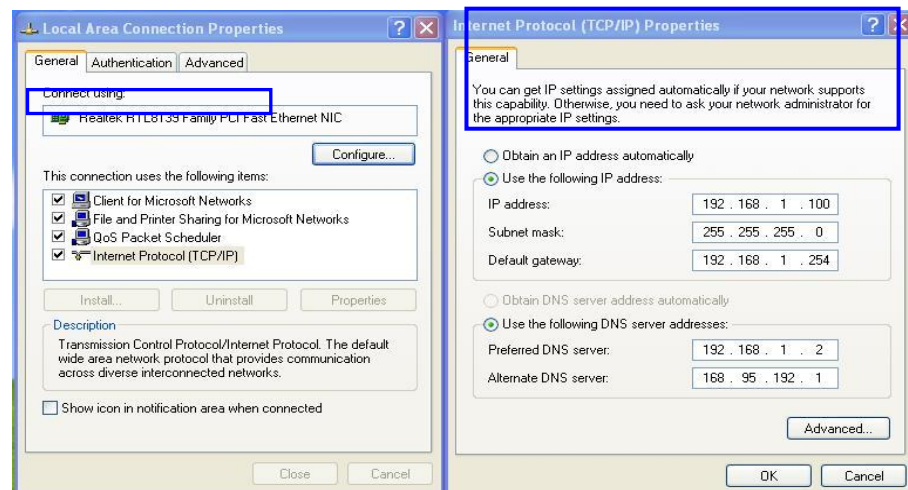 Local Area Connection Properties
General Authentication Advanced
Connect using:
Realtek RTL8139 Family PCI Fast Ethernet NIC
Configure...
This connection uses the following items:
Client for Microsoft Networks
File and Printer Sharing for Microsoft Networks
QoS Packet Scheduler
Internet Protocol (TCP/IP)
Install... Uninstall Properties
Description
Transmission Control Protocol/Internet Protocol. The default
wide area network protocol that provides communication
across diverse interconnected networks.
Show icon in notification area when connected
Close Cancel
Internet Protocol (TCP/IP) Properties
General
You can get IP settings assigned automatically if your network supports
this capability. Otherwise, you need to ask your network administrator for
the appropriate IP settings.
Obtain an IP address automatically
Use the following IP address:
IP address: 192 . 168 . 1 . 100
Subnet mask: 255 . 255 . 255 . 0
Default gateway: 192 . 168 . 1 . 254
Obtain DNS server address automatically
Use the following DNS server addresses:
Preferred DNS server: 192 . 168 . 1 . 2
Alternate DNS server: 168 . 95 . 192 . 1
Advanced...
OK Cancel